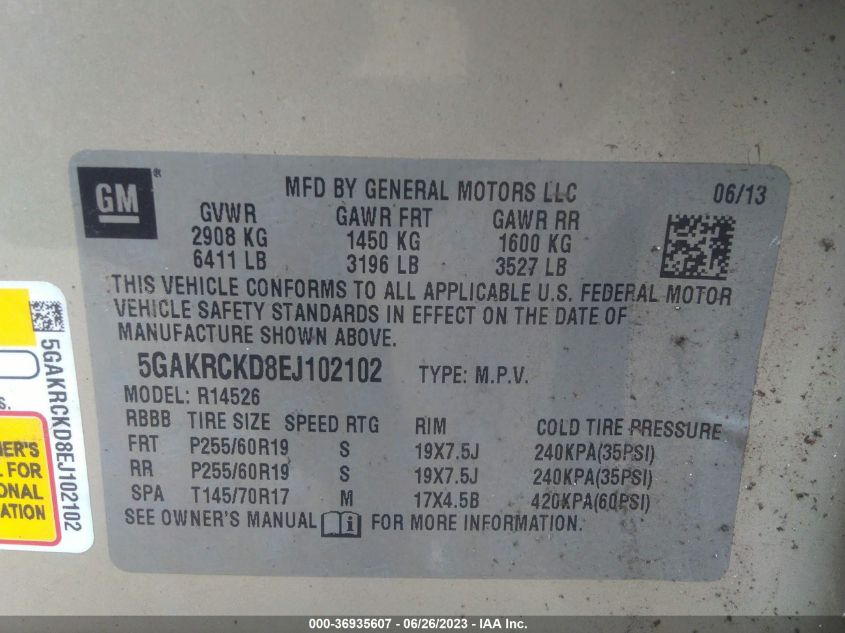 GM ® MFD BY GENERAL MOTORS LLC 06/13
GVWR GAWR FRT GAWR RR
2908 KG 1450 KG 1600 KG
6411 LB 3196 LB 3527 LB
THIS VEHICLE CONFORMS TO ALL APPLICABLE U.S. FEDERAL MOTOR
VEHICLE SAFETY STANDARDS IN EFFECT ON THE DATE OF
MANUFACTURE SHOWN ABOVE.
5GAKRCKD8EJ102102 TYPE: M.P.V.
MODEL: R14526
RBBB TIRE SIZE SPEED RTG RIM COLD TIRE PRESSURE
FRT P255/60R19 S 19X7.5J 240KPA(35PSI)
RR P255/60R19 S 19X7.5J 240KPA(35PSI)
SPA T145/70R17 M 17X4.5B 420KPA(60PSI)
SEE OWNER'S MANUAL i FOR MORE INFORMATION.
5GAKRCKD8EJ102102
S.
NER'S
L FOR
ONAL
ATION
000-36935607 - 06/26/2023 - IAA Inc.